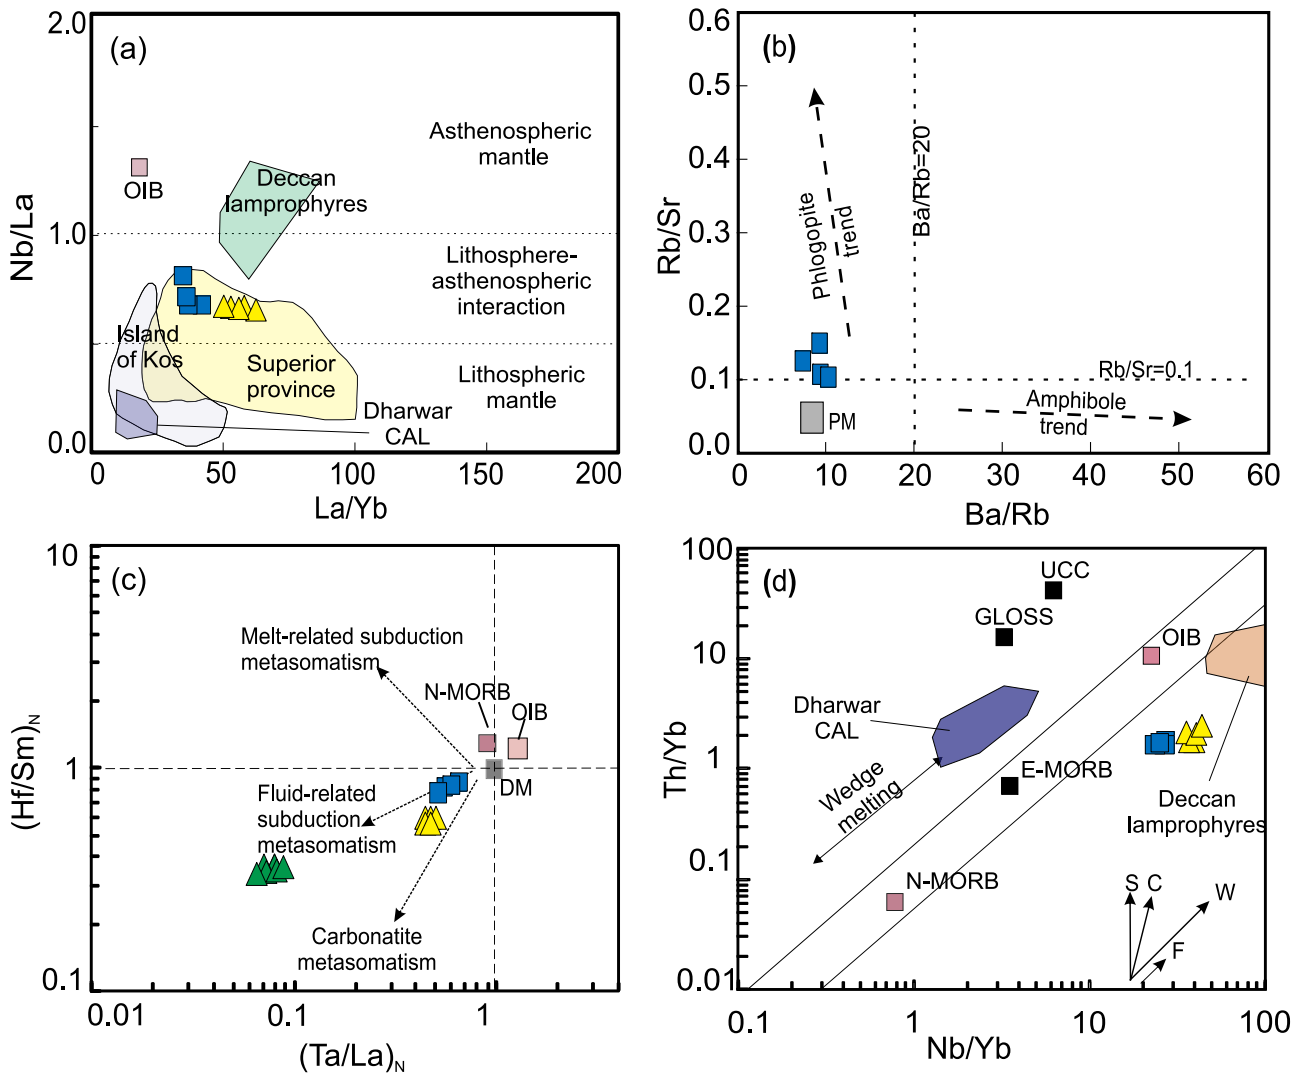 (a)
2.0
1.0
0.0
Nb/La
0
50
100
150
200
La/Yb
OIB
Deccan
lamprophyres
Asthenospheric
mantle
Lithosphere-
asthenospheric
interaction
Island
of Kos
Superior
province
Lithospheric
mantle
Dharwar
CAL
(b)
0.6
0.5
0.4
0.3
0.2
0.1
0.0
Rb/Sr
0
10
20
30
40
50
60
Ba/Rb
Phlogopite
trend
Ba/Rb=20
Rb/Sr=0.1
PM
Amphibole
trend
(c)
10
1
0.1
(Hf/Sm)N
0.01
0.1
1
(Ta/La)N
Melt-related subduction
metasomatism
N-MORB
OIB
DM
Fluid-related
subduction
metasomatism
Carbonatite
metasomatism
(d)
100
10
1
0.1
0.01
Th/Yb
0.1
1
10
100
Nb/Yb
UCC
GLOSS
OIB
Dharwar
CAL
E-MORB
Wedge
melting
Deccan
lamprophyres
N-MORB
S
C
W
F